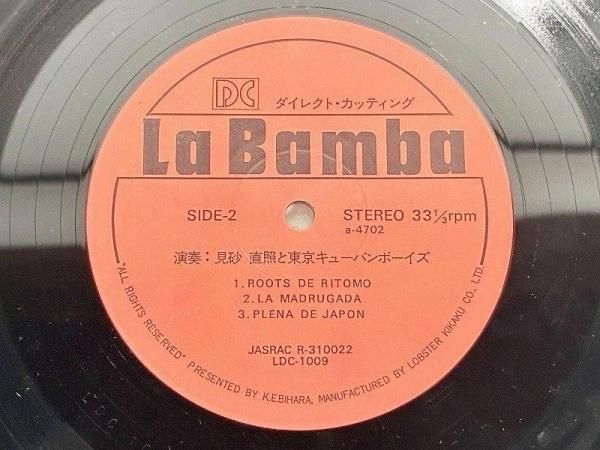 DC ダイレクト・カッティング
La Bamba
SIDE-2
STEREO 33⅓rpm
a-4702
演奏: 見砂 直照と東京キューバンボーイズ
1. ROOTS DE RITOMO
2. LA MADRUGADA
3. PLENA DE JAPON
JASRAC R-310022
LDC-1009
"ALL RIGHTS RESERVED" PRESENTED BY K.EBIHARA, MANUFACTURED BY LOBSTER KIKAKU CO., LTD.